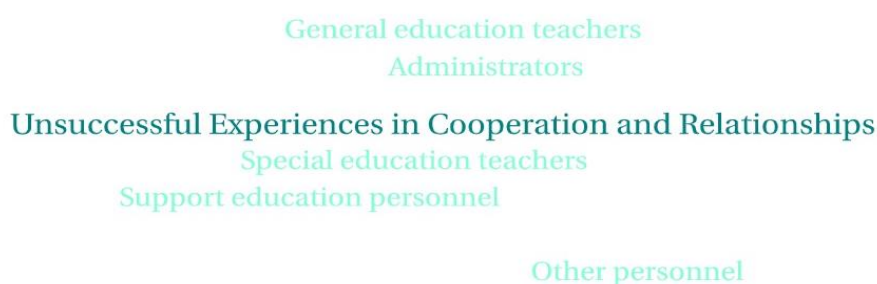 General education teachers
Administrators
Unsuccessful Experiences in Cooperation and Relationships
Special education teachers
Support education personnel
Other personnel